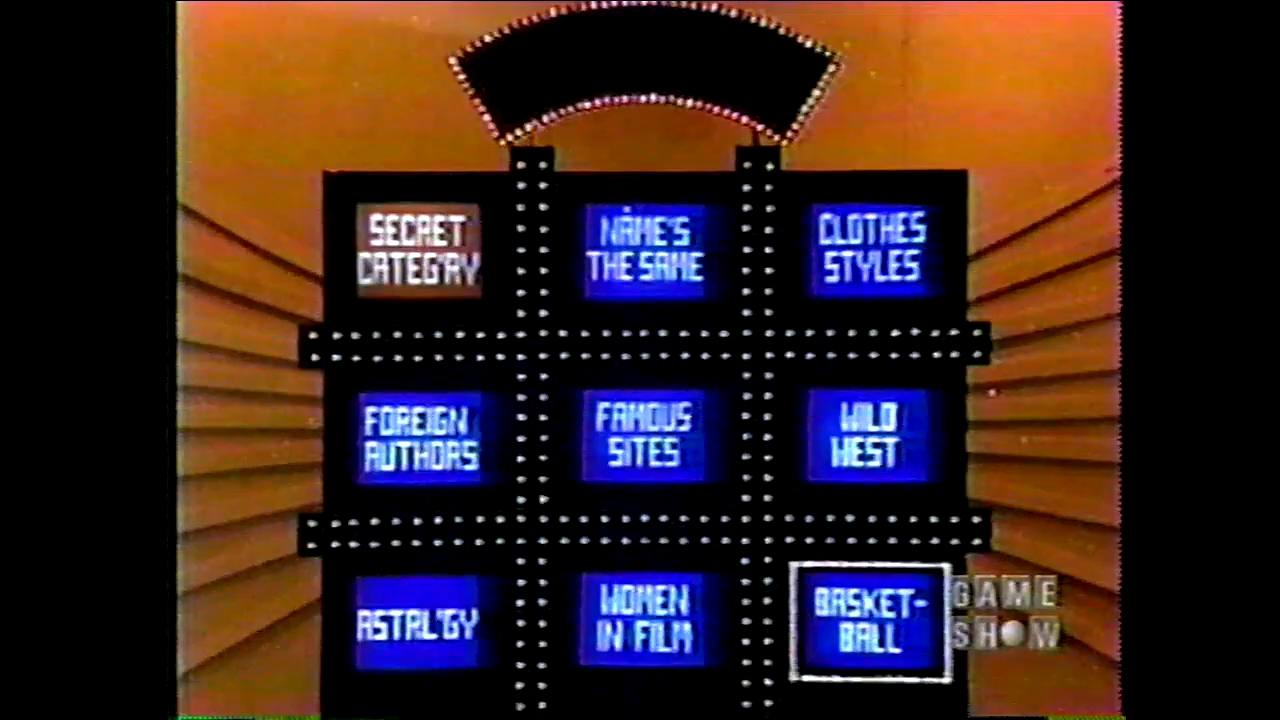 SECRET
CATEG'RY
NAME'S
THE SAME
CLOTHES
STYLES
FOREIGN
AUTHORS
FAMOUS
SITES
WILD
WEST
ASTRL'GY
WOMEN
IN FILM
BASKET-
BALL
GAME
SHOW